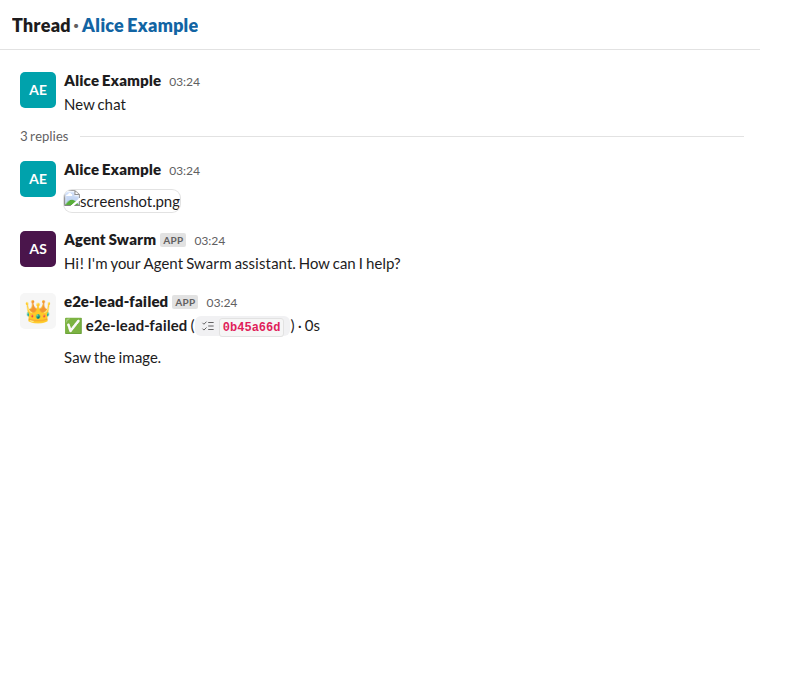 Thread · Alice Example
AE
Alice Example 03:24
New chat
3 replies
AE
Alice Example 03:24
screenshot.png
AS
Agent Swarm APP 03:24
Hi! I'm your Agent Swarm assistant. How can I help?
e2e-lead-failed APP 03:24
✅ e2e-lead-failed ( 0b45a66d ) · 0s
Saw the image.